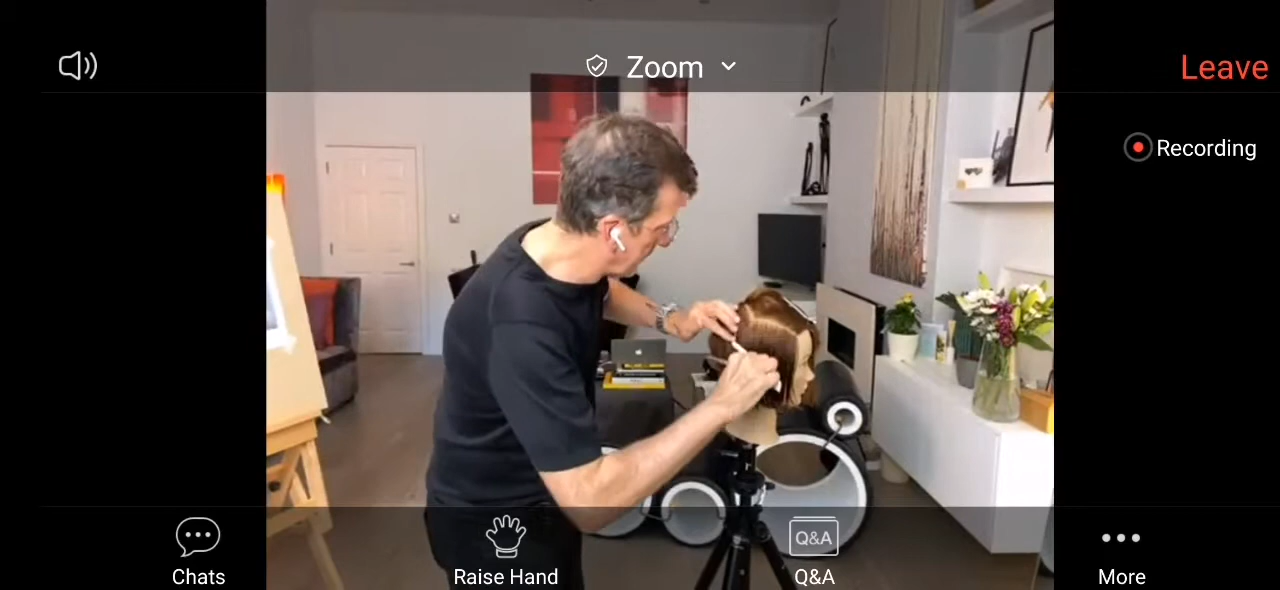 Zoom
Leave
Recording
Q&A
Chats
Raise Hand
Q&A
More